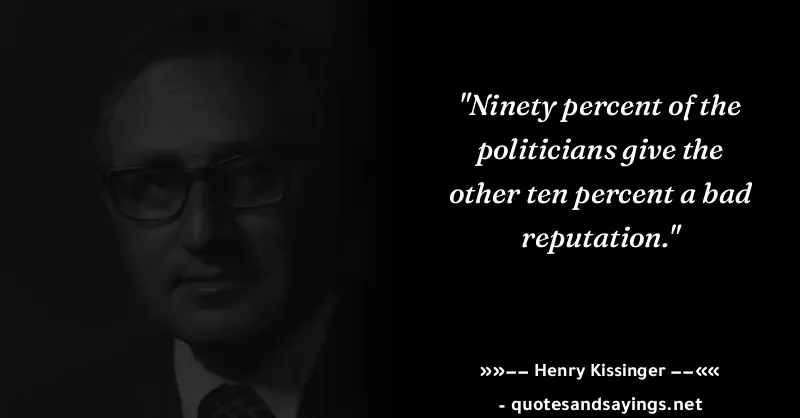 "Ninety percent of the
politicians give the
other ten percent a bad
reputation."
»»–– Henry Kissinger ––««
- quotesandsayings.net